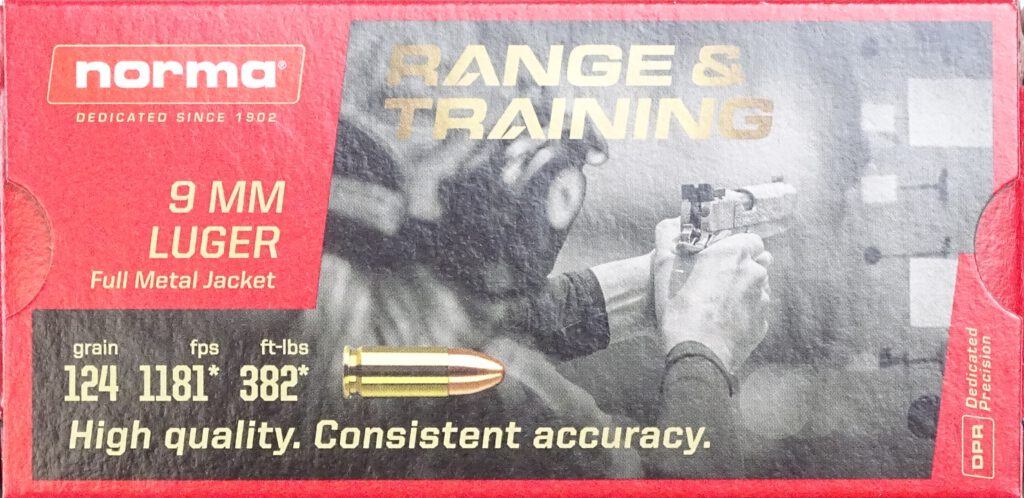 norma®
DEDICATED SINCE 1902
RANGE &
TRAINING
9 MM
LUGER
Full Metal Jacket
grain fps ft-lbs
124 1181* 382*
High quality. Consistent accuracy.
DPR
Dedicated
Precision